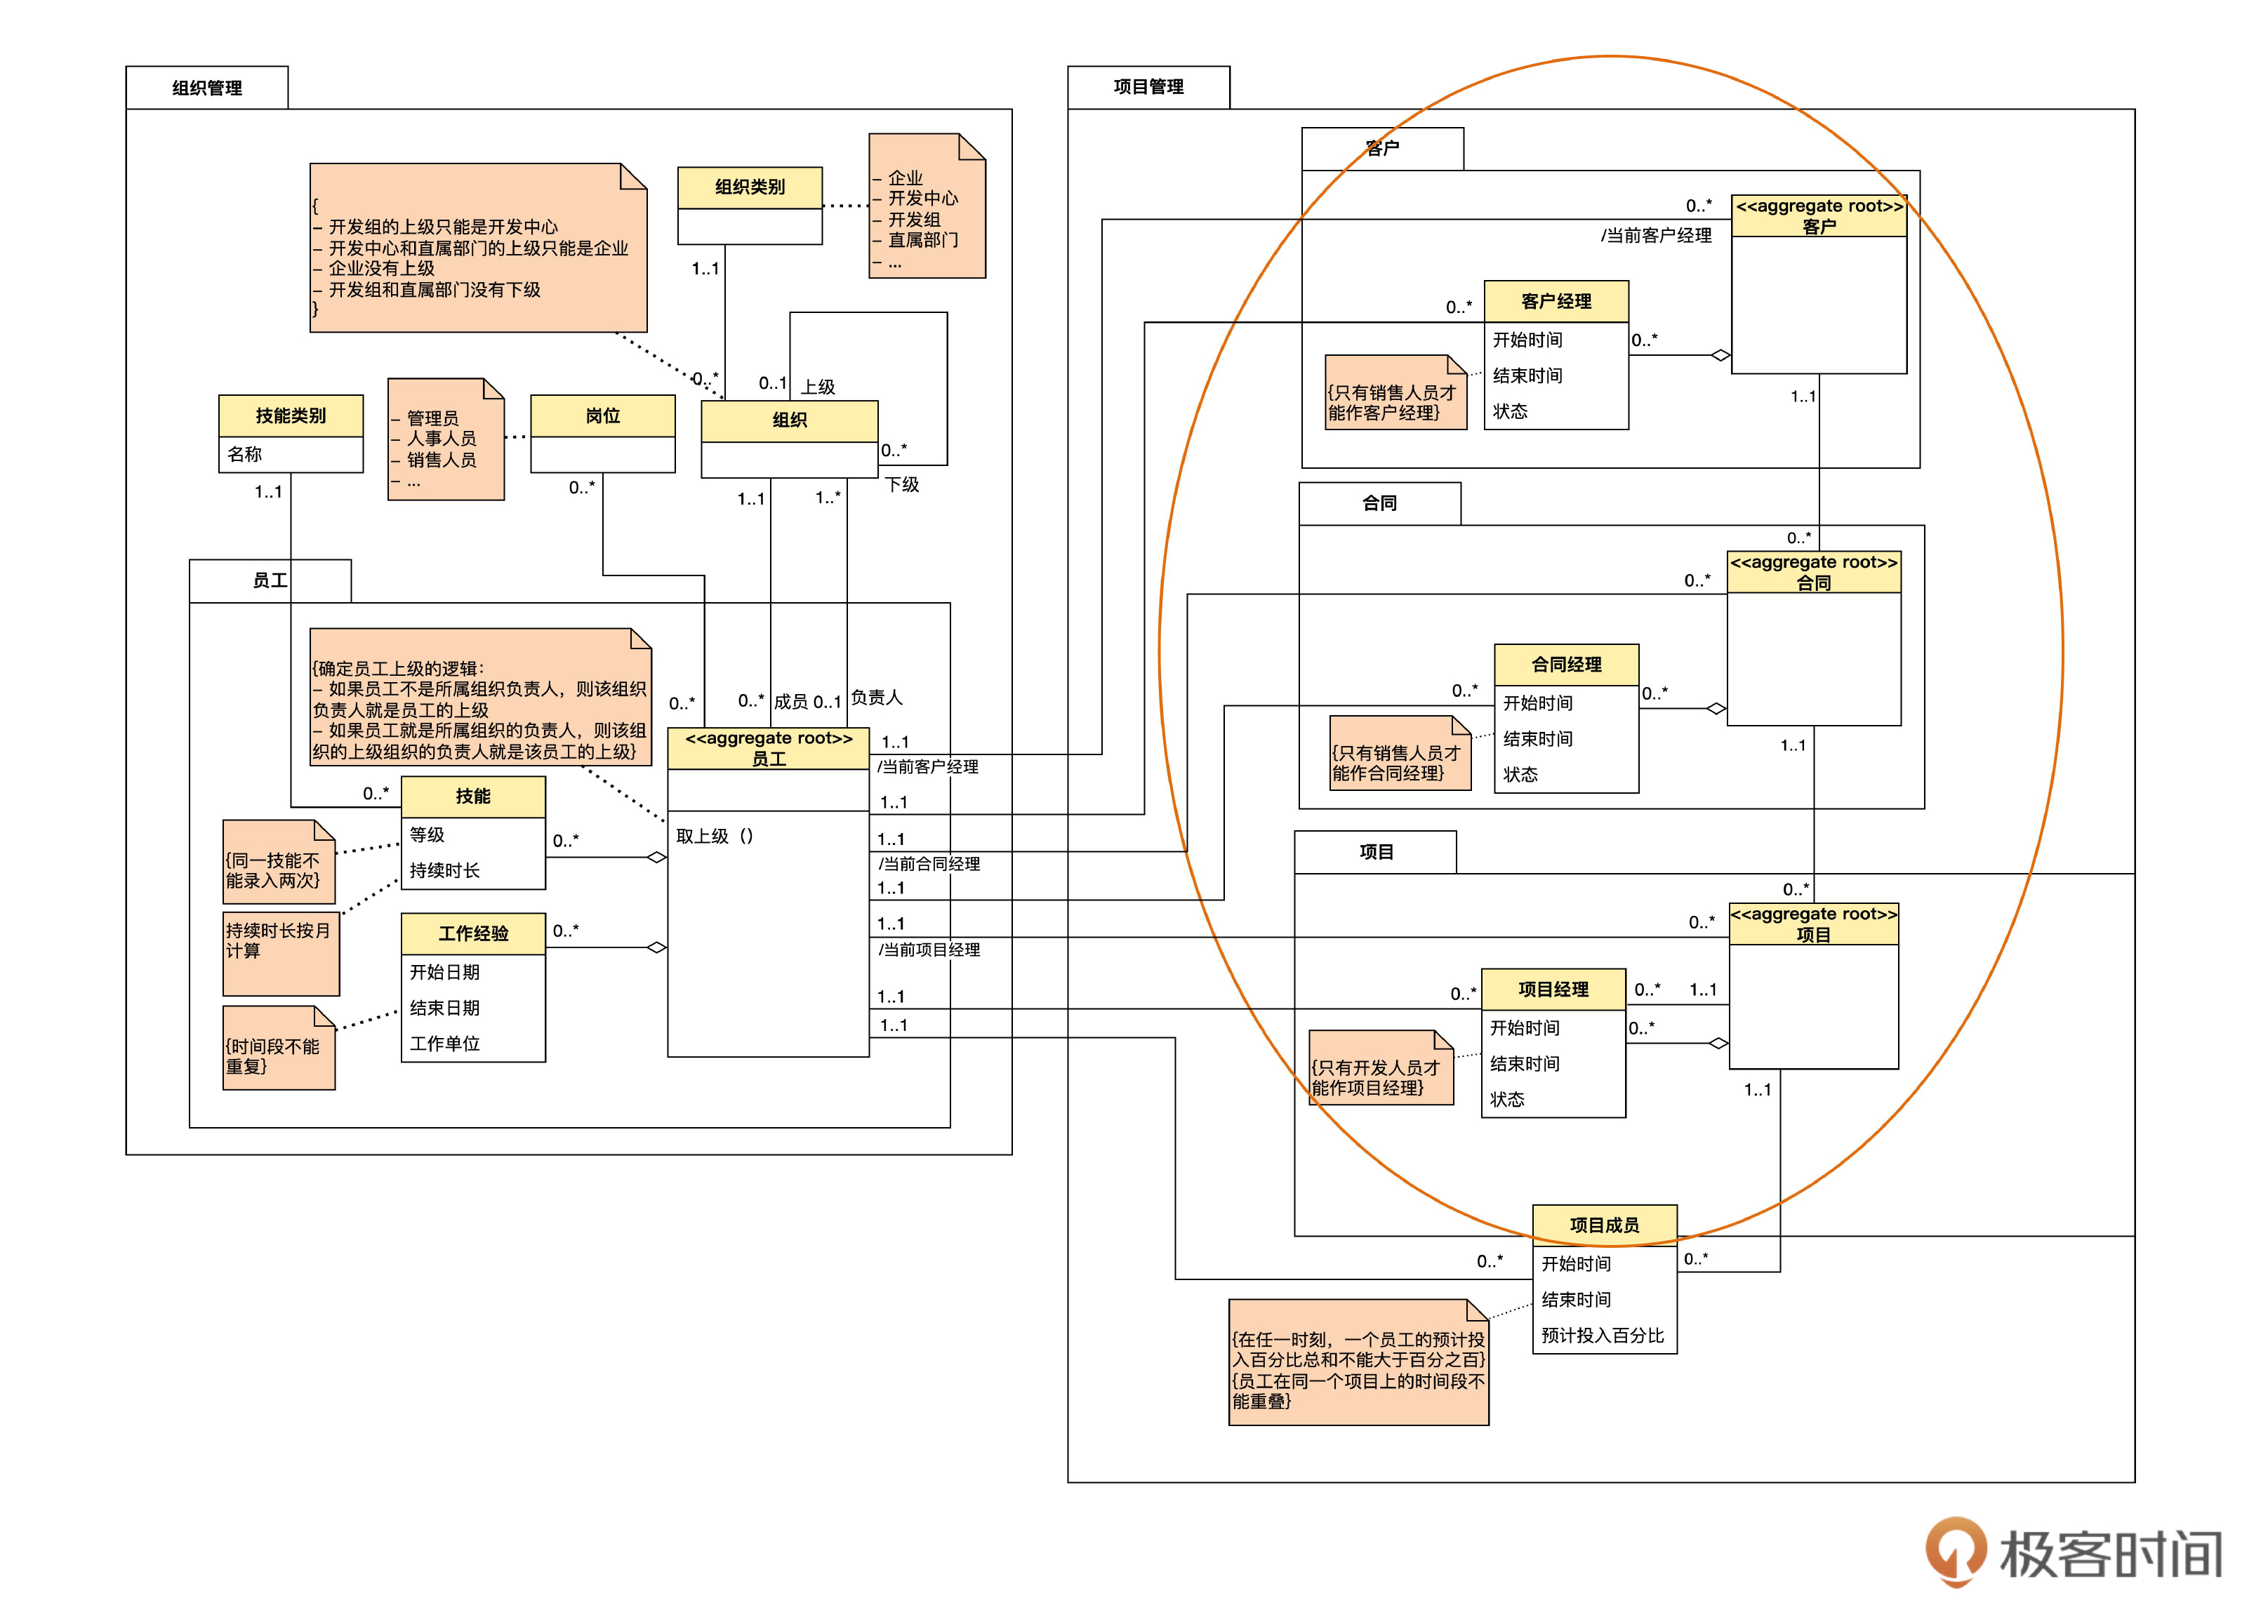 组织管理
{
– 开发组的上级只能是开发中心
– 开发中心和直属部门的上级只能是企业
– 企业没有上级
– 开发组和直属部门没有下级
}
组织类别
– 企业
– 开发中心
– 开发组
– 直属部门
– ...
1..1
0..*
0..1
上级
技能类别
名称
1..1
– 管理员
– 人事人员
– 销售人员
– ...
岗位
0..*
组织
0..*
下级
1..1
1..*
员工
{确定员工上级的逻辑：
– 如果员工不是所属组织负责人，则该组织
负责人就是员工的上级
– 如果员工就是所属组织的负责人，则该组
织的上级组织的负责人就是该员工的上级}
0..*
0..*
成员
0..1
负责人
<<aggregate root>>
员工
取上级（）
0..*
技能
等级
持续时长
0..*
{同一技能不
能录入两次}
持续时长按月
计算
工作经验
开始日期
结束日期
工作单位
0..*
{时间段不能
重复}
1..1
/当前客户经理
1..1
1..1
/当前合同经理
1..1
1..1
/当前项目经理
1..1
1..1
项目管理
客户
0..*
/当前客户经理
<<aggregate root>>
客户
0..*
客户经理
开始时间
结束时间
状态
0..*
{只有销售人员才
能作客户经理}
1..1
合同
0..*
0..*
<<aggregate root>>
合同
0..*
合同经理
开始时间
结束时间
状态
0..*
{只有销售人员才
能作合同经理}
1..1
项目
0..*
0..*
<<aggregate root>>
项目
0..*
项目经理
开始时间
结束时间
状态
0..*
1..1
0..*
{只有开发人员才
能作项目经理}
1..1
0..*
项目成员
开始时间
结束时间
预计投入百分比
0..*
{在任一时刻，一个员工的预计投
入百分比总和不能大于百分之百}
{员工在同一个项目上的时间段不
能重叠}
极客时间